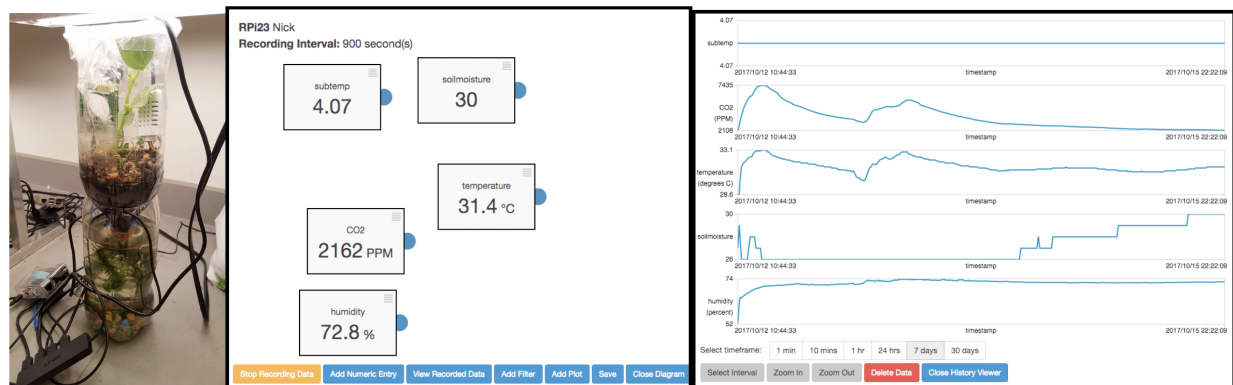 RPi23 Nick
Recording Interval: 900 second(s)
subtemp
4.07
soilmoisture
30
temperature
31.4 °C
CO2
2162 PPM
humidity
72.8 %
Stop Recording Data
Add Numeric Entry
View Recorded Data
Add Filter
Add Plot
Save
Close Diagram
4.07
subtemp
4.07
2017/10/12 10:44:33 timestamp 2017/10/15 22:22:09
7435
CO2
(PPM)
2108
2017/10/12 10:44:33 timestamp 2017/10/15 22:22:09
33.1
temperature
(degrees C)
28.6
2017/10/12 10:44:33 timestamp 2017/10/15 22:22:09
30
soilmoisture
26
2017/10/12 10:44:33 timestamp 2017/10/15 22:22:09
74
humidity
(percent)
52
2017/10/12 10:44:33 timestamp 2017/10/15 22:22:09
Select timeframe: 1 min 10 mins 1 hr 24 hrs 7 days 30 days
Select Interval Zoom In Zoom Out Delete Data Close History Viewer